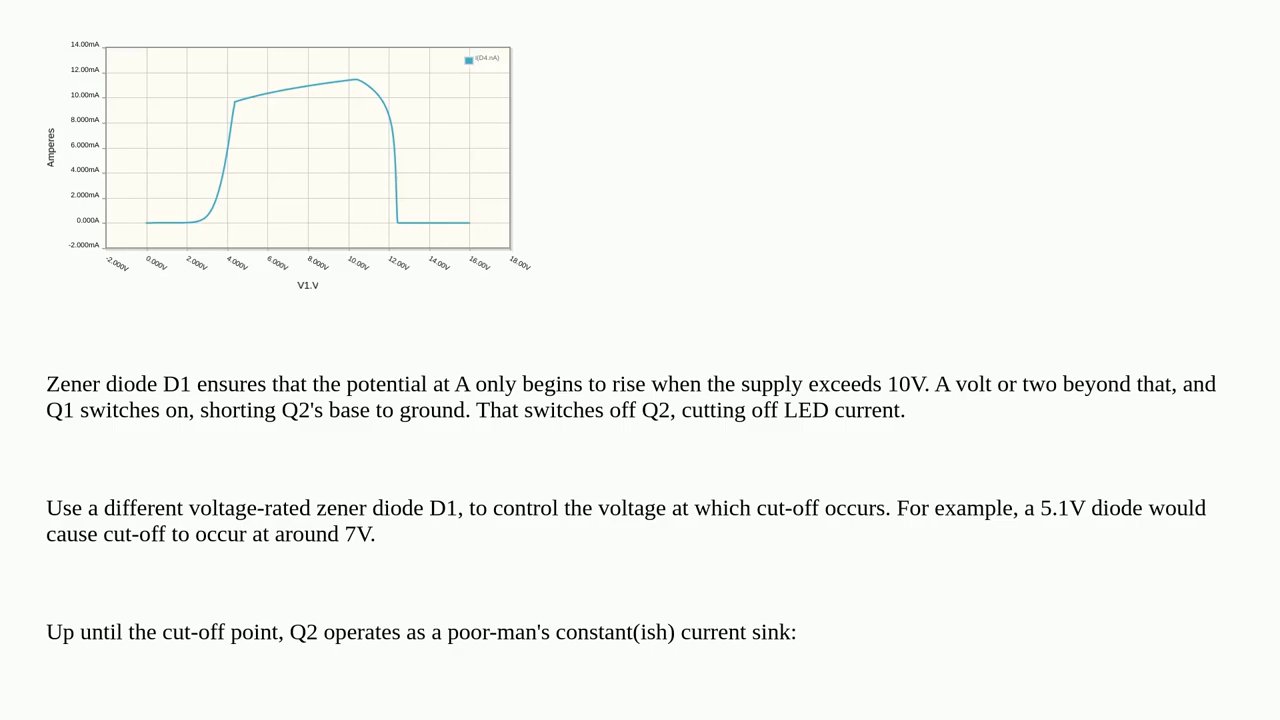 14.00mA
12.00mA
10.00mA
8.000mA
6.000mA
4.000mA
2.000mA
0.000A
-2.000mA
Amperes
I(D4.nA)
-2.000V 0.000V 2.000V 4.000V 6.000V 8.000V 10.00V 12.00V 14.00V 16.00V 18.00V
V1.V
Zener diode D1 ensures that the potential at A only begins to rise when the supply exceeds 10V. A volt or two beyond that, and
Q1 switches on, shorting Q2's base to ground. That switches off Q2, cutting off LED current.
Use a different voltage-rated zener diode D1, to control the voltage at which cut-off occurs. For example, a 5.1V diode would
cause cut-off to occur at around 7V.
Up until the cut-off point, Q2 operates as a poor-man's constant(ish) current sink: